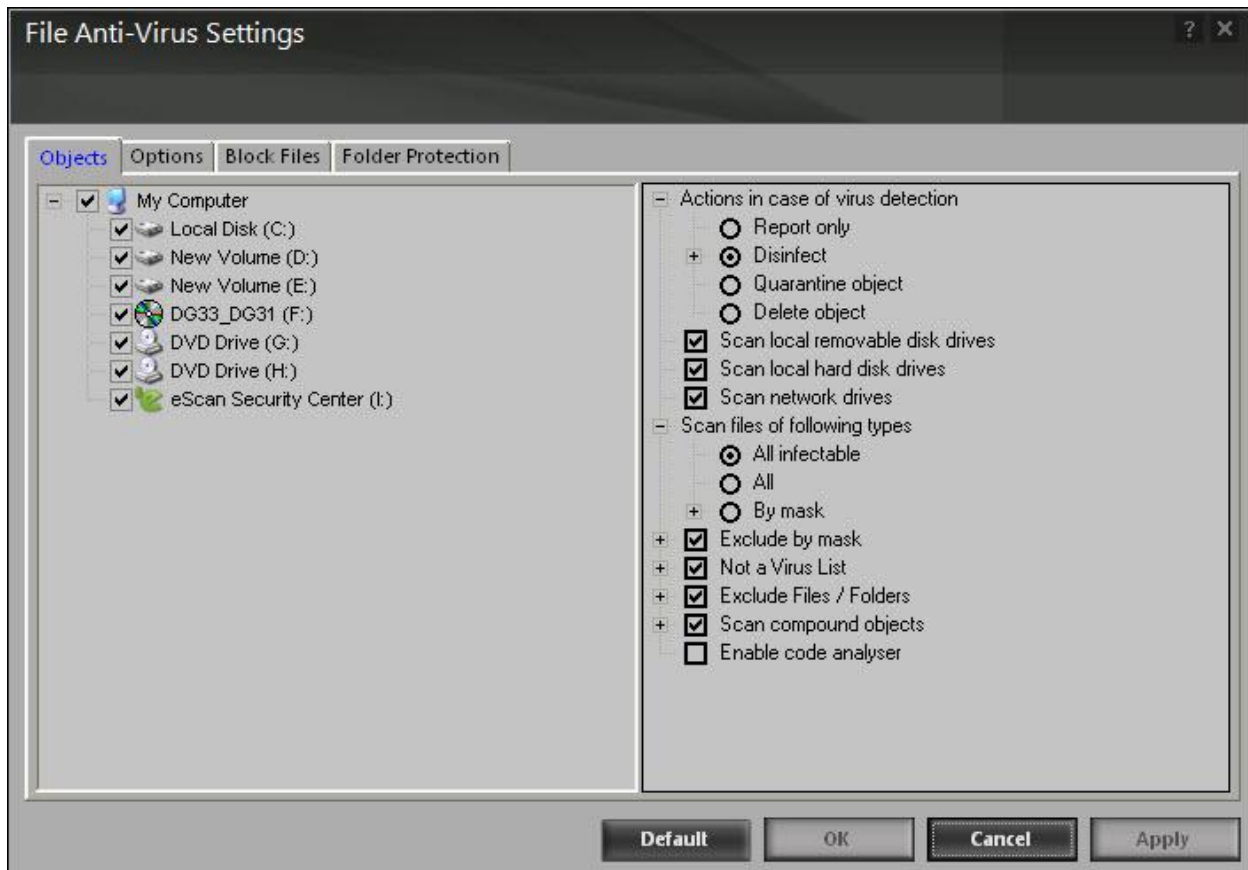 File Anti-Virus Settings
? X
Objects
Options
Block Files
Folder Protection
My Computer
Local Disk (C:)
New Volume (D:)
New Volume (E:)
DG33_DG31 (F:)
DVD Drive (G:)
DVD Drive (H:)
eScan Security Center (I:)
Actions in case of virus detection
Report only
Disinfect
Quarantine object
Delete object
Scan local removable disk drives
Scan local hard disk drives
Scan network drives
Scan files of following types
All infectable
All
By mask
Exclude by mask
Not a Virus List
Exclude Files / Folders
Scan compound objects
Enable code analyser
Default
OK
Cancel
Apply